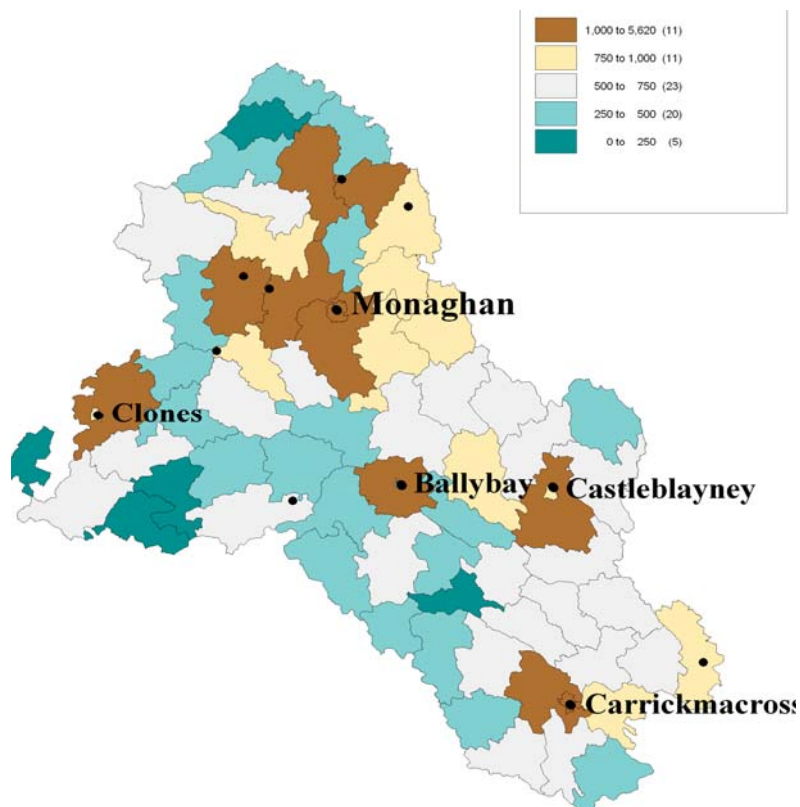 1,000 to 5,620 (11)
750 to 1,000 (11)
500 to 750 (23)
250 to 500 (20)
0 to 250 (5)
Monaghan
Clones
Ballybay
Castleblayney
Carrickmacross